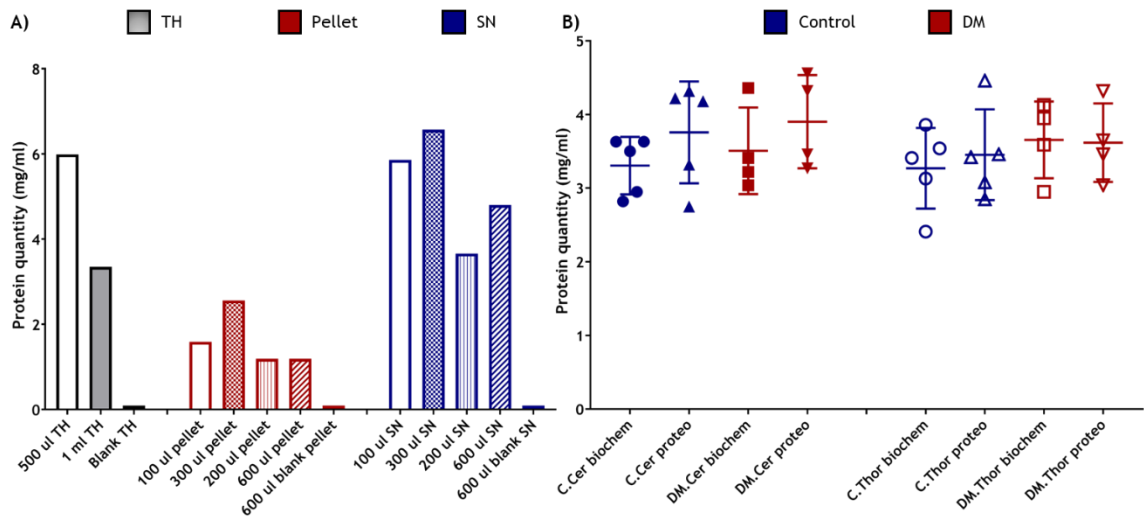 A)
TH
Pellet
SN
Protein quantity (mg/ml)
8
6
4
2
0
500 ul TH
1 ml TH
Blank TH
100 ul pellet
300 ul pellet
200 ul pellet
600 ul pellet
600 ul blank pellet
100 ul SN
300 ul SN
200 ul SN
600 ul SN
600 ul blank SN
B)
Control
DM
Protein quantity (mg/ml)
5
4
3
2
1
0
C.Cer biochem
C.Cer proteo
DM.Cer biochem
DM.Cer proteo
C.Thor biochem
C.Thor proteo
DM.Thor biochem
DM.Thor proteo